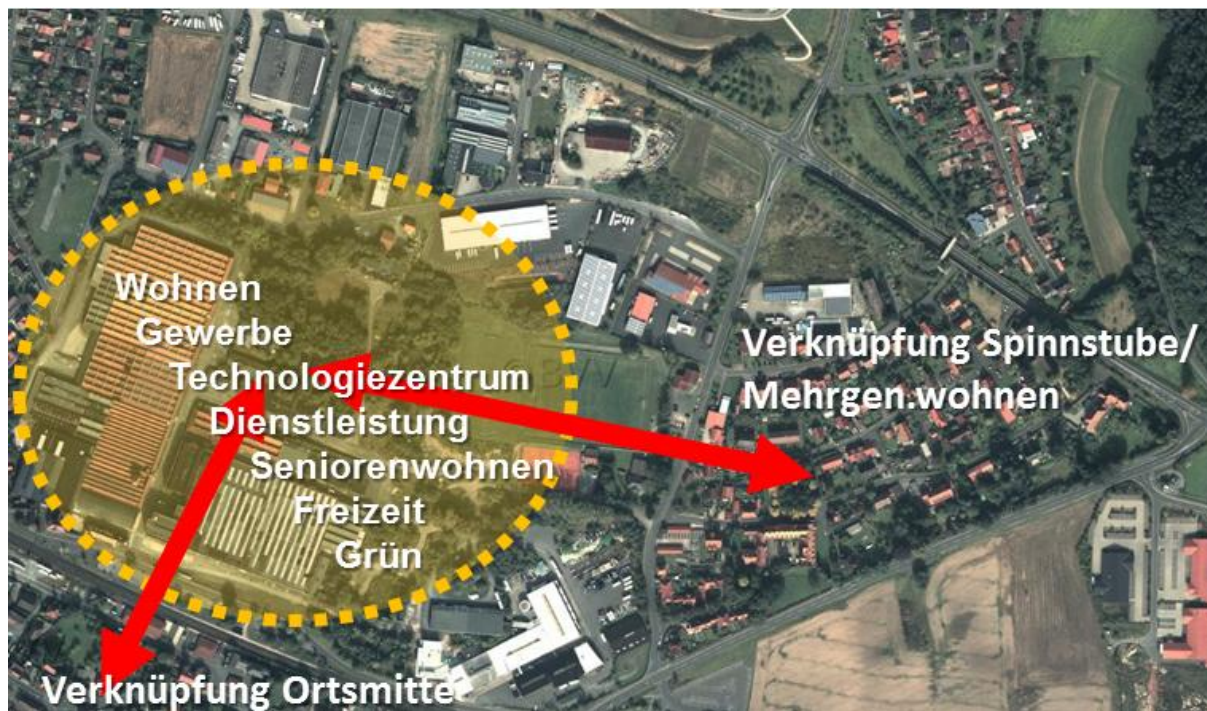 Wohnen
Gewerbe
Technologiezentrum
Dienstleistung
Seniorenwohnen
Freizeit
Grün
Verknüpfung Spinnstube/
Mehrgen.wohnen
Verknüpfung Ortsmitte